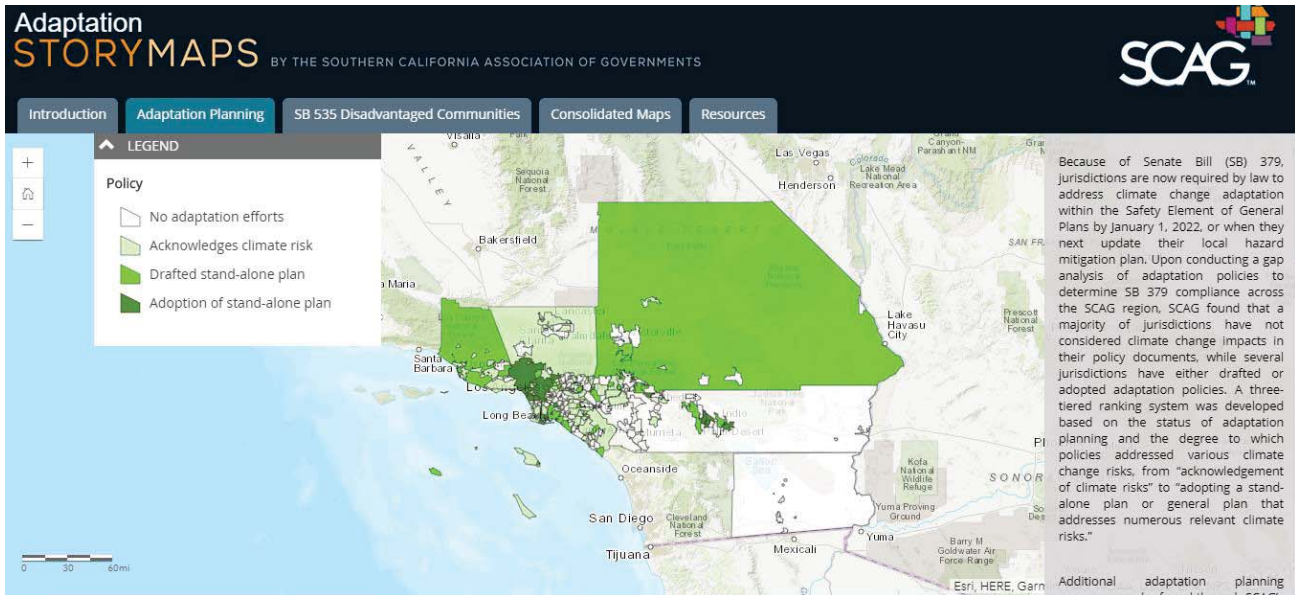 Adaptation
STORYMAPS BY THE SOUTHERN CALIFORNIA ASSOCIATION OF GOVERNMENTS
SCAG
TM
Introduction
Adaptation Planning
SB 535 Disadvantaged Communities
Consolidated Maps
Resources
LEGEND
Policy
No adaptation efforts
Acknowledges climate risk
Drafted stand-alone plan
Adoption of stand-alone plan
+
−
Visalia
VALLEY
Sequoia
National
Forest
Bakersfield
Las Vegas
Henderson
Colorado
Lake Mead
National
Recreation Area
Canyon-
Parashant NM
Lake
Havasu
City
Prescott
National
Forest
Santa
Barbara
Long Bea
Indio
Oceanside
San Diego
Cleveland
National
Forest
Tijuana
Mexicali
Yuma
Kofa
National
Wildlife
Refuge
Yuma Proving
Ground
SONOR
Barry M
Goldwater Air
Force Range
0 30 60mi
Esri, HERE, Garm
Because of Senate Bill (SB) 379,
jurisdictions are now required by law to
address climate change adaptation
within the Safety Element of General
Plans by January 1, 2022, or when they
next update their local hazard
mitigation plan. Upon conducting a gap
analysis of adaptation policies to
determine SB 379 compliance across
the SCAG region, SCAG found that a
majority of jurisdictions have not
considered climate change impacts in
their policy documents, while several
jurisdictions have either drafted or
adopted adaptation policies. A three-
tiered ranking system was developed
based on the status of adaptation
planning and the degree to which
policies addressed various climate
change risks, from “acknowledgement
of climate risks” to “adopting a stand-
alone plan or general plan that
addresses numerous relevant climate
risks.”
Additional adaptation planning